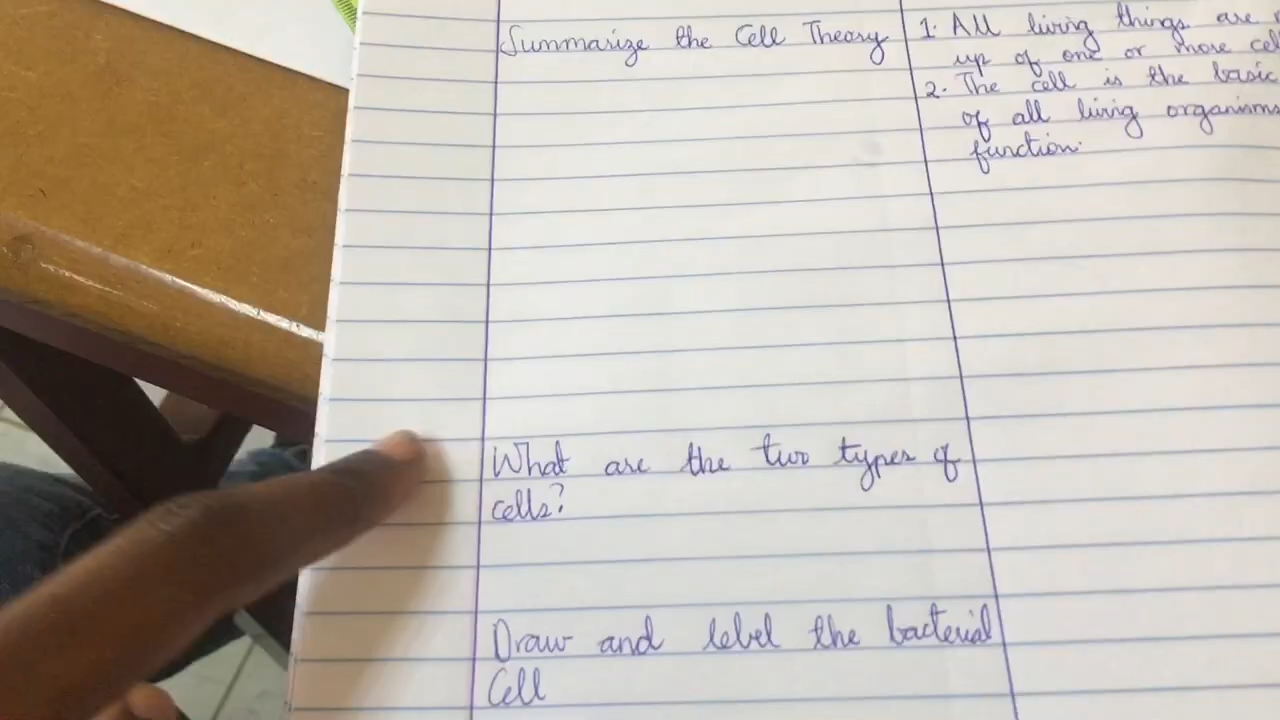 Summarize the Cell Theory
1. All living things are
up of one or more
2. The cell is the basic
of all living organisms
function.
What are the two types of
cells?
Draw and lebel the bacterial
Cell